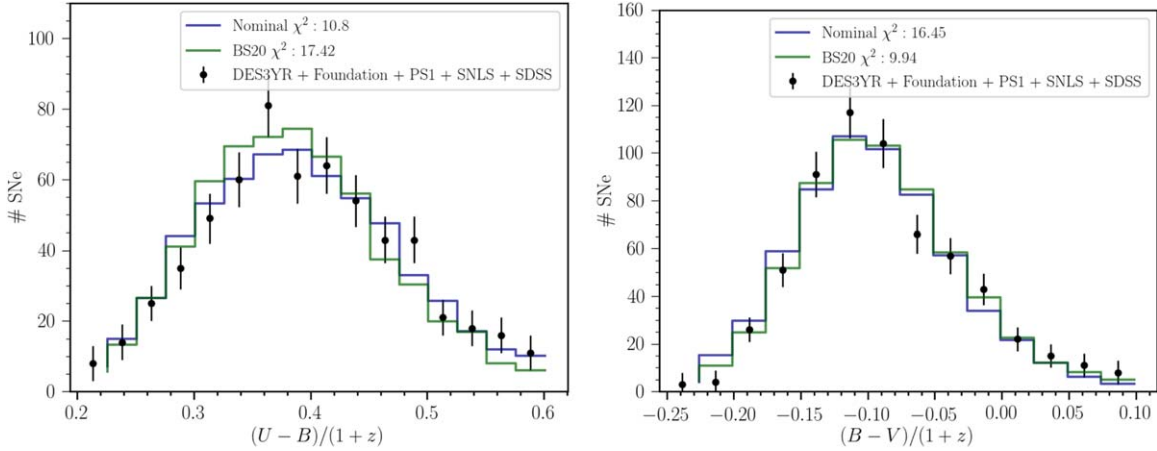 100
80
60
40
20
0
# SNe
Nominal χ² : 10.8
BS20 χ² : 17.42
DES3YR + Foundation + PS1 + SNLS + SDSS
0.2 0.3 0.4 0.5 0.6
(U − B)/(1 + z)
160
140
120
100
80
60
40
20
0
# SNe
Nominal χ² : 16.45
BS20 χ² : 9.94
DES3YR + Foundation + PS1 + SNLS + SDSS
−0.25 −0.20 −0.15 −0.10 −0.05 0.00 0.05 0.10
(B − V)/(1 + z)